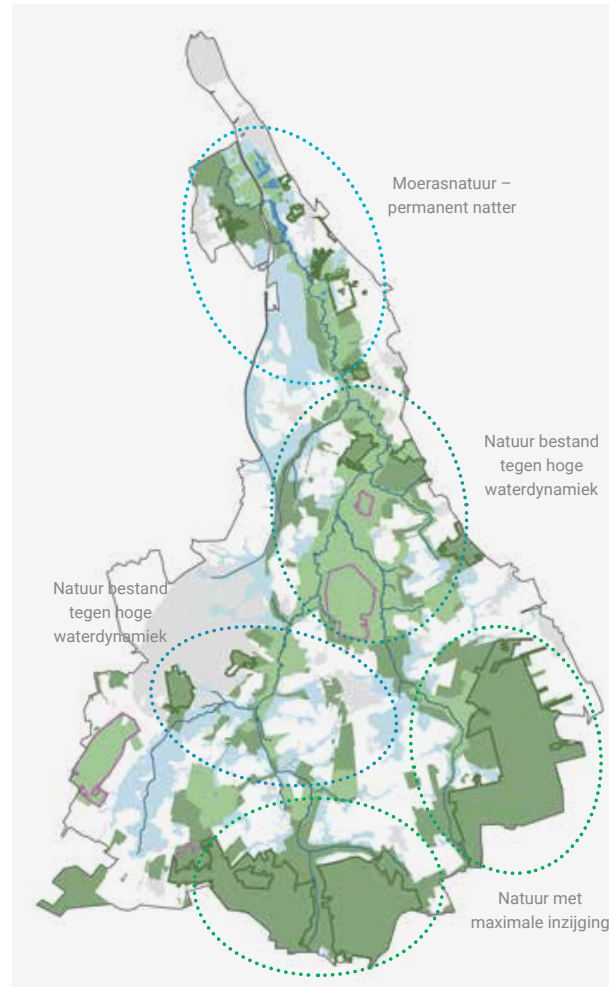 Moerasnatuur –
permanent natter
Natuur bestand
tegen hoge
waterdynamiek
Natuur bestand
tegen hoge
waterdynamiek
Natuur met
maximale inzijging